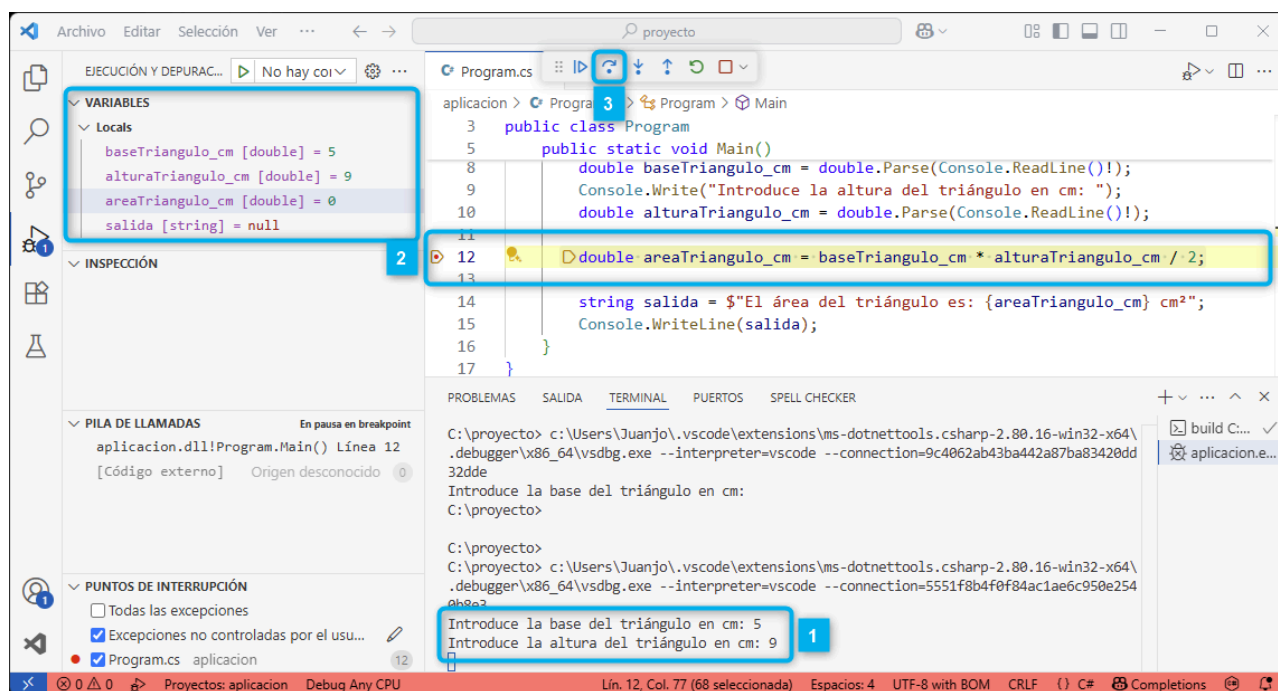 Archivo Editar Selección Ver ··· ← → proyecto
EJECUCIÓN Y DEPURAC... No hay coi ···
VARIABLES
Locals
baseTriangulo_cm [double] = 5
alturaTriangulo_cm [double] = 9
areaTriangulo_cm [double] = 0
salida [string] = null
2
INSPECCIÓN
PILA DE LLAMADAS En pausa en breakpoint
aplicacion.dll!Program.Main() Línea 12
[Código externo] Origen desconocido 0
PUNTOS DE INTERRUPCIÓN
Todas las excepciones
Excepciones no controladas por el usu...
Program.cs aplicacion 12
1
1
C# Program.cs
3
aplicacion > C# Progra > Program > Main
3 public class Program
5 public static void Main()
8 double baseTriangulo_cm = double.Parse(Console.ReadLine()!);
9 Console.Write("Introduce la altura del triángulo en cm: ");
10 double alturaTriangulo_cm = double.Parse(Console.ReadLine()!);
11
12 double areaTriangulo_cm = baseTriangulo_cm * alturaTriangulo_cm / 2;
13
14 string salida = $"El área del triángulo es: {areaTriangulo_cm} cm²";
15 Console.WriteLine(salida);
16 }
17 }
PROBLEMAS SALIDA TERMINAL PUERTOS SPELL CHECKER
C:\proyecto> c:\Users\Juanjo\.vscode\extensions\ms-dotnettools.csharp-2.80.16-win32-x64\
.debugger\x86_64\vsdbg.exe --interpreter=vscode --connection=9c4062ab43ba442a87ba83420dd
32dde
Introduce la base del triángulo en cm:
C:\proyecto>
C:\proyecto>
C:\proyecto> c:\Users\Juanjo\.vscode\extensions\ms-dotnettools.csharp-2.80.16-win32-x64\
.debugger\x86_64\vsdbg.exe --interpreter=vscode --connection=5551f8b4f0f84ac1ae6c950e254
0b8e3
Introduce la base del triángulo en cm: 5
Introduce la altura del triángulo en cm: 9
1
build C:...
aplicacion.e...
0 0 Proyectos: aplicacion Debug Any CPU Lín. 12, Col. 77 (68 seleccionada) Espacios: 4 UTF-8 with BOM CRLF {} C# Completions